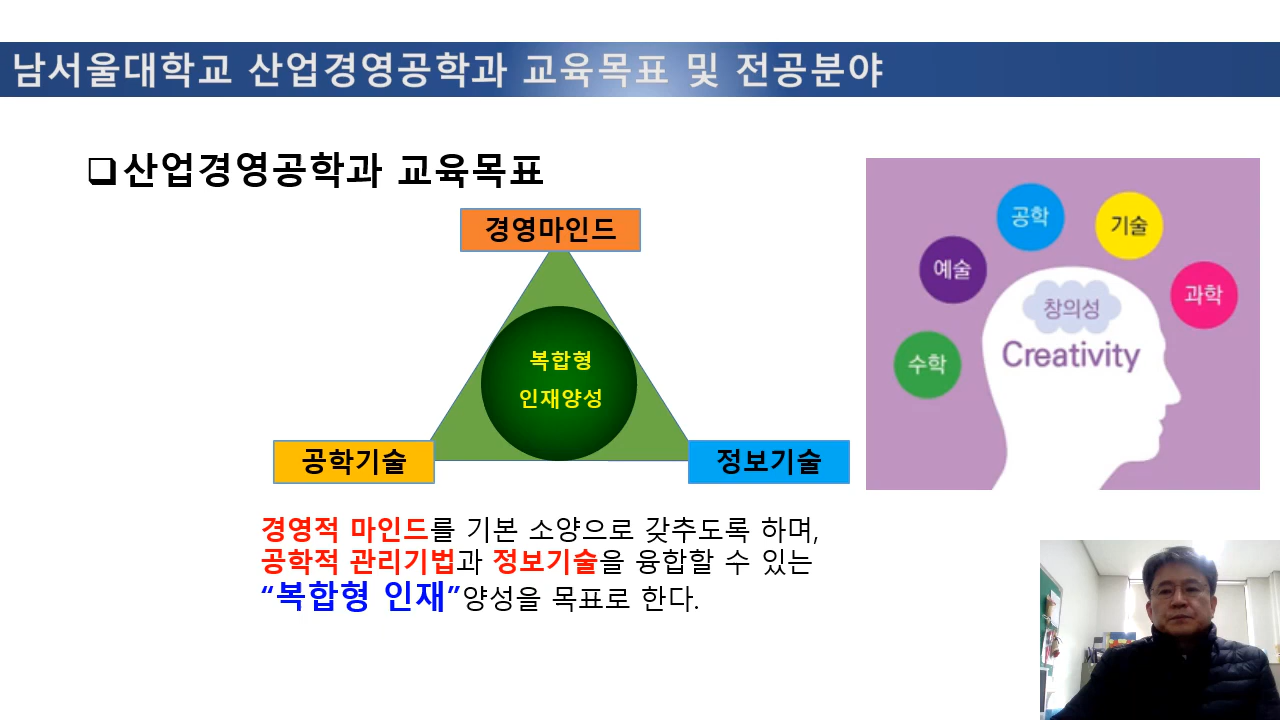 남서울대학교 산업경영공학과 교육목표 및 전공분야
❑산업경영공학과 교육목표
경영마인드
복합형
인재양성
공학기술
정보기술
경영적 마인드를 기본 소양으로 갖추도록 하며,
공학적 관리기법과 정보기술을 융합할 수 있는
“복합형 인재”양성을 목표로 한다.
공학
기술
예술
과학
창의성
Creativity
수학